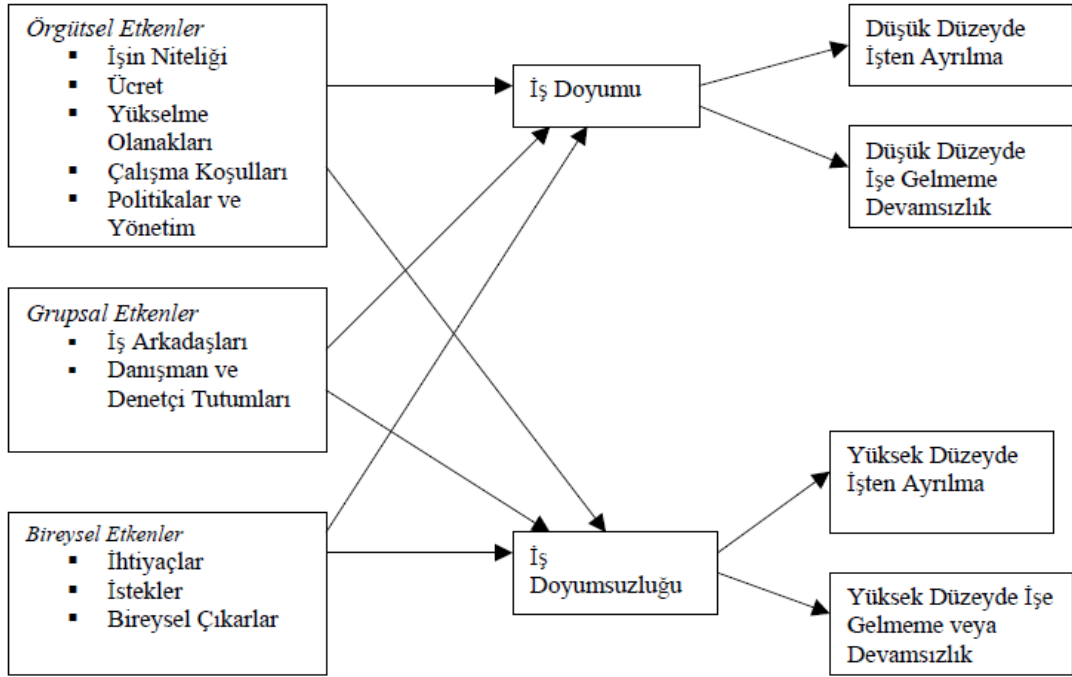 Örgütsel Etkenler
▪ İşin Niteliği
▪ Ücret
▪ Yükselme
Olanakları
▪ Çalışma Koşulları
▪ Politikalar ve
Yönetim
Grupsal Etkenler
▪ İş Arkadaşları
▪ Danışman ve
Denetçi Tutumları
Bireysel Etkenler
▪ İhtiyaçlar
▪ İstekler
▪ Bireysel Çıkarlar
İş Doyumu
İş
Doyumsuzluğu
Düşük Düzeyde
İşten Ayrılma
Düşük Düzeyde
İşe Gelmeme
Devamsızlık
Yüksek Düzeyde
İşten Ayrılma
Yüksek Düzeyde İşe
Gelmeme veya
Devamsızlık